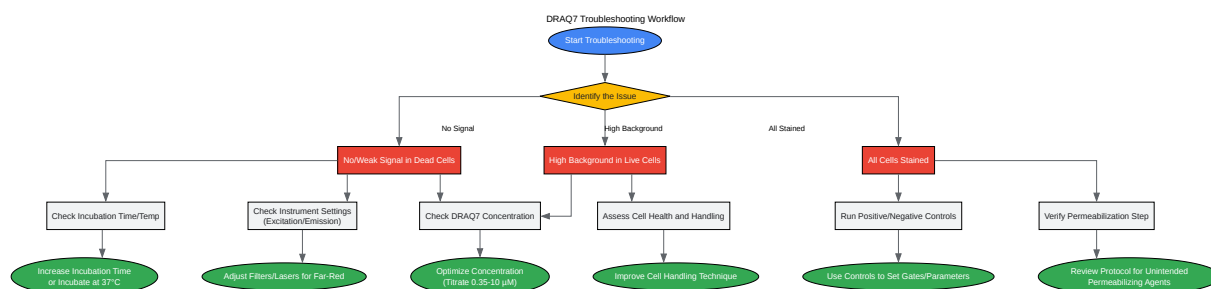 DRAQ7 Troubleshooting Workflow
Start Troubleshooting
Identify the Issue
No Signal
High Background
All Stained
No/Weak Signal in Dead Cells
High Background in Live Cells
All Cells Stained
Check Incubation Time/Temp
Check Instrument Settings
(Excitation/Emission)
Check DRAQ7 Concentration
Assess Cell Health and Handling
Run Positive/Negative Controls
Verify Permeabilization Step
Increase Incubation Time
or Incubate at 37°C
Adjust Filters/Lasers for Far-Red
Optimize Concentration
(Titrate 0.35-10 µM)
Improve Cell Handling Technique
Use Controls to Set Gates/Parameters
Review Protocol for Unintended
Permeabilizing Agents